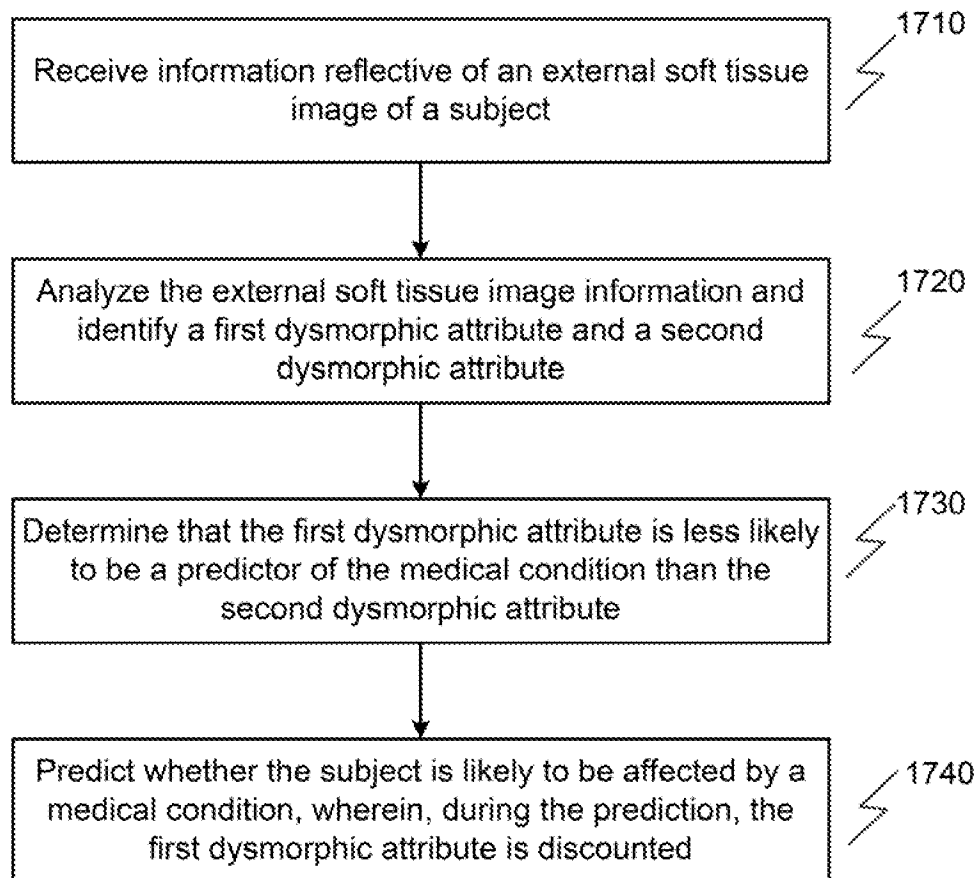 1710
Receive information reflective of an external soft tissue
image of a subject
1720
Analyze the external soft tissue image information and
identify a first dysmorphic attribute and a second
dysmorphic attribute
1730
Determine that the first dysmorphic attribute is less likely
to be a predictor of the medical condition than the
second dysmorphic attribute
1740
Predict whether the subject is likely to be affected by a
medical condition, wherein, during the prediction, the
first dysmorphic attribute is discounted